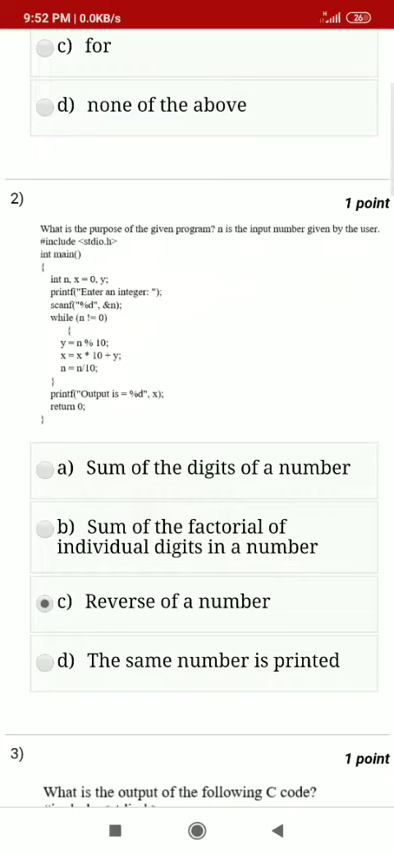 9:52 PM | 0.0KB/s H 26
c) for
d) none of the above
2)
1 point
What is the purpose of the given program? n is the input number given by the user.
#include <stdio.h>
int main()
{
int n, x = 0, y;
printf("Enter an integer: ");
scanf("%d", &n);
while (n != 0)
{
y = n % 10;
x = x * 10 + y;
n = n/10;
}
printf("Output is = %d", x);
return 0;
}
a) Sum of the digits of a number
b) Sum of the factorial of
individual digits in a number
c) Reverse of a number
d) The same number is printed
3)
1 point
What is the output of the following C code?